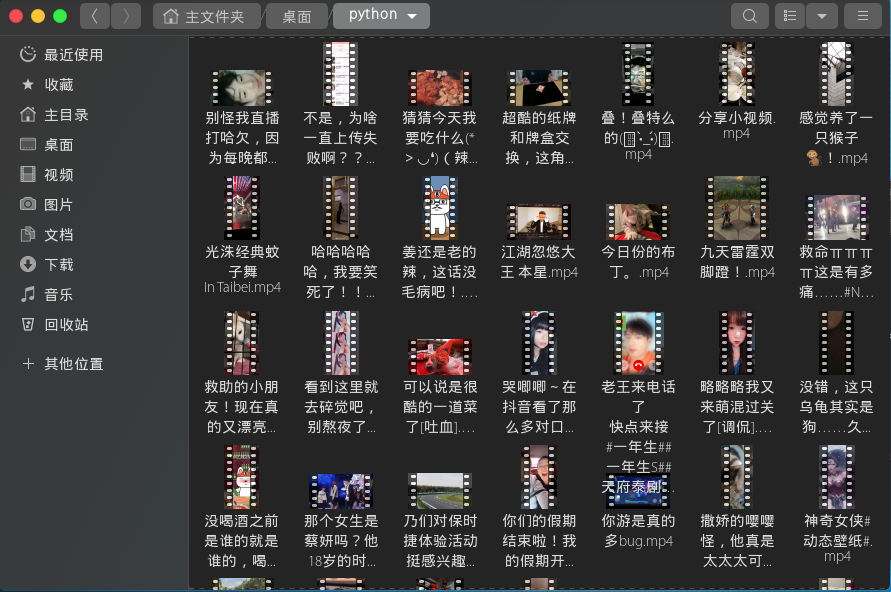 主文件夹
桌面
python
最近使用
收藏
主目录
桌面
视频
图片
文档
下载
音乐
回收站
其他位置
别怪我直播
打哈欠，因
为每晚都…
不是，为啥
一直上传失
败啊？？…
猜猜今天我
要吃什么(*
>◡❛)（辣…
超酷的纸牌
和牌盒交
换，这角…
叠！叠特么
mp4
分享小视频.
mp4
感觉养了一
只猴子
🐒！.mp4
光洙经典蚊
子舞
In Taibei.mp4
哈哈哈哈
哈，我要笑
死了！！…
姜还是老的
辣，这话没
毛病吧！….
江湖忽悠大
王 本星.mp4
今日份的布
丁。.mp4
九天雷霆双
脚蹬！.mp4
救命ㅠㅠㅠ
ㅠ这是有多
痛……#N…
救助的小朋
友！现在真
的又漂亮…
看到这里就
去碎觉吧，
别熬夜了…
可以说是很
酷的一道菜
了[吐血]….
哭唧唧～在
抖音看了那
么多对口…
老王来电话
了
快点来接
#一年生##
一年生S##
天府泰剧…
略略略我又
来萌混过关
了[调侃]….
没错，这只
乌龟其实是
狗……久…
没喝酒之前
是谁的就是
谁的，喝…
那个女生是
蔡妍吗？他
18岁的时…
乃们对保时
捷体验活动
挺感兴趣…
你们的假期
结束啦！我
的假期开…
你游是真的
多bug.mp4
撒娇的嘤嘤
怪，他真是
太太太可…
神奇女侠#
动态壁纸#.
mp4